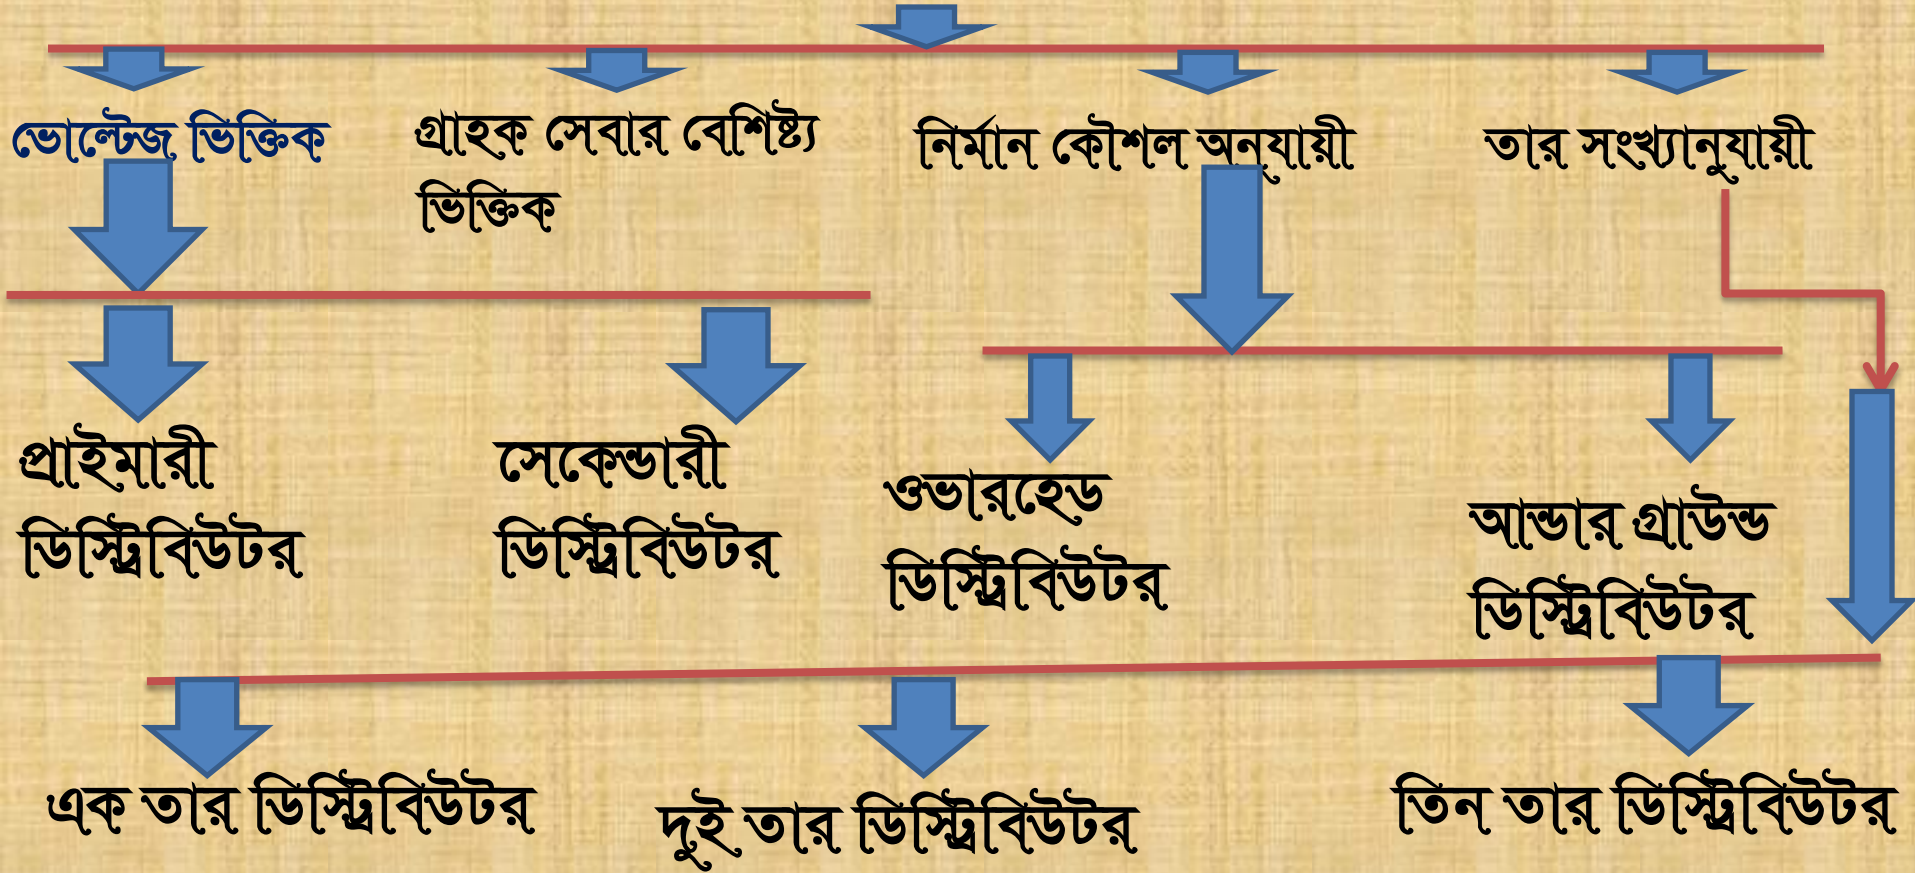 ভোল্টেজ ভিক্তিক
গ্রাহক সেবার বেশিষ্ট্য
ভিক্তিক
নির্মান কৌশল অনুযায়ী
তার সংখ্যানুযায়ী
প্রাইমারী
ডিস্ট্রিবিউটর
সেকেন্ডারী
ডিস্ট্রিবিউটর
ওভারহেড
ডিস্ট্রিবিউটর
আন্ডার গ্রাউন্ড
ডিস্ট্রিবিউটর
এক তার ডিস্ট্রিবিউটর
দুই তার ডিস্ট্রিবিউটর
তিন তার ডিস্ট্রিবিউটর